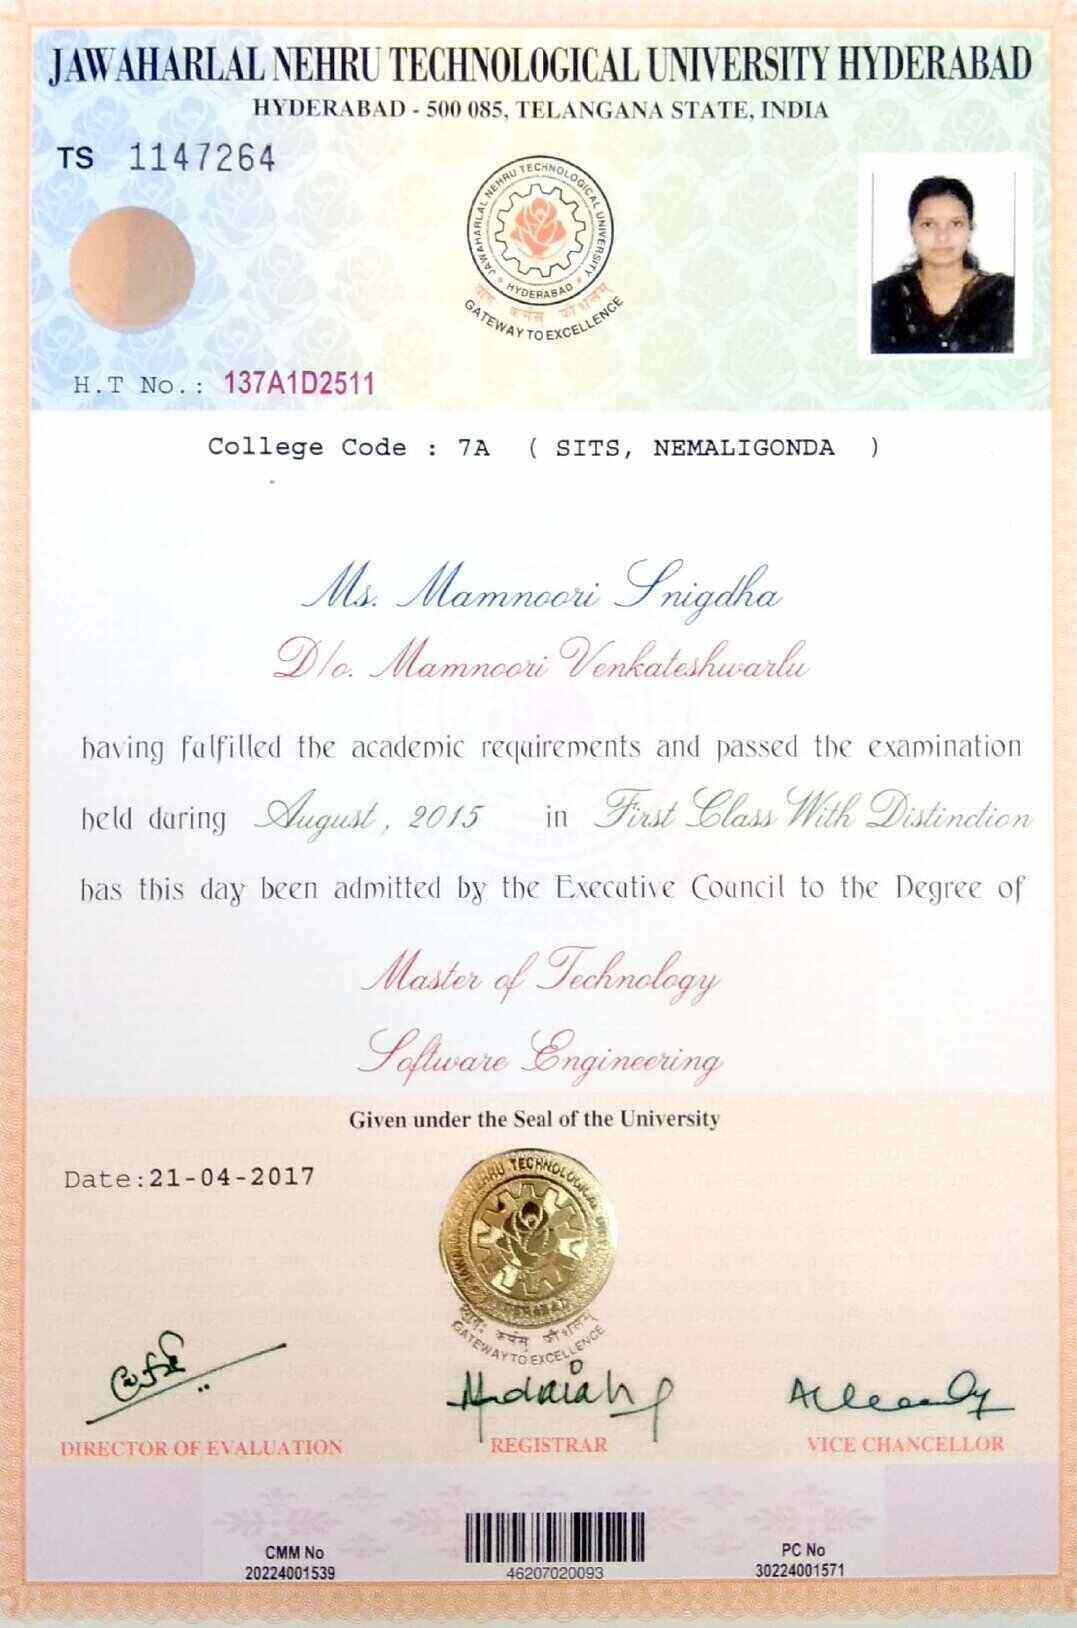 JAWAHARLAL NEHRU TECHNOLOGICAL UNIVERSITY HYDERABAD
HYDERABAD - 500 085, TELANGANA STATE, INDIA
TS 1147264
JAWAHARLAL NEHRU TECHNOLOGICAL UNIVERSITY
HYDERABAD
GATEWAY TO EXCELLENCE
H.T No.: 137A1D2511
College Code : 7A ( SITS, NEMALIGONDA )
Ms. Mamnoori Snigdha
D/o. Mamnoori Venkateshwarlu
having fulfilled the academic requirements and passed the examination
held during August, 2015 in First Class With Distinction
has this day been admitted by the Executive Council to the Degree of
Master of Technology
Software Engineering
Given under the Seal of the University
Date:21-04-2017
HYDERABAD
GATEWAY TO EXCELLENCE
DIRECTOR OF EVALUATION REGISTRAR VICE CHANCELLOR
CMM No
20224001539
46207020093
PC No
30224001571